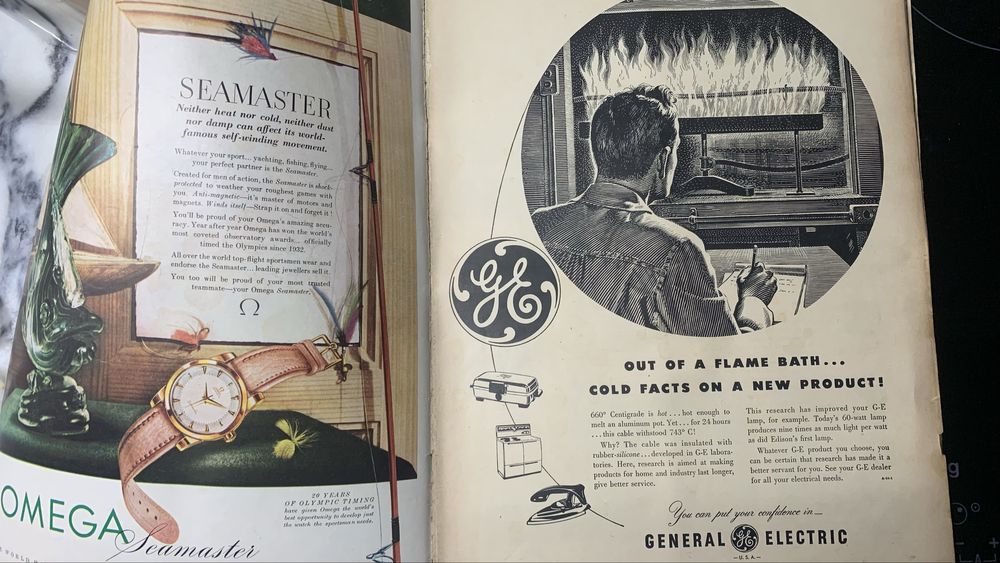 SEAMASTER
Neither heat nor cold, neither dust
nor damp can affect its world-
famous self-winding movement.
Whatever your sport... yachting, fishing, flying...
your perfect partner is the Seamaster.
Created for men of action, the Seamaster is shock-
protected to weather your roughest games with
you. Anti-magnetic—it's master of motors and
magnets. Winds itself—Strap it on and forget it!
You'll be proud of your Omega's amazing accu-
racy. Year after year Omega has won the world's
most coveted observatory awards... officially
timed the Olympics since 1932.
All over the world top-flight sportsmen wear and
endorse the Seamaster... leading jewellers sell it.
You too will be proud of your most trusted
teammate—your Omega Seamaster.
Ω
20 YEARS
OF OLYMPIC TIMING
have given Omega the world's
best opportunity to develop just
the watch the sportsman needs.
OMEGA
Seamaster
WORLD
GE
OUT OF A FLAME BATH...
COLD FACTS ON A NEW PRODUCT!
660° Centigrade is hot... hot enough to
melt an aluminum pot. Yet... for 24 hours
... this cable withstood 743° C!
Why? The cable was insulated with
rubber-silicone... developed in G-E labora-
tories. Here, research is aimed at making
products for home and industry last longer,
give better service.
This research has improved your G-E
lamp, for example. Today's 60-watt lamp
produces nine times as much light per watt
as did Edison's first lamp.
Whatever G-E product you choose, you
can be certain that research has made it a
better servant for you. See your G-E dealer
for all your electrical needs.
You can put your confidence in—
GENERAL GE ELECTRIC
—U.S.A.—